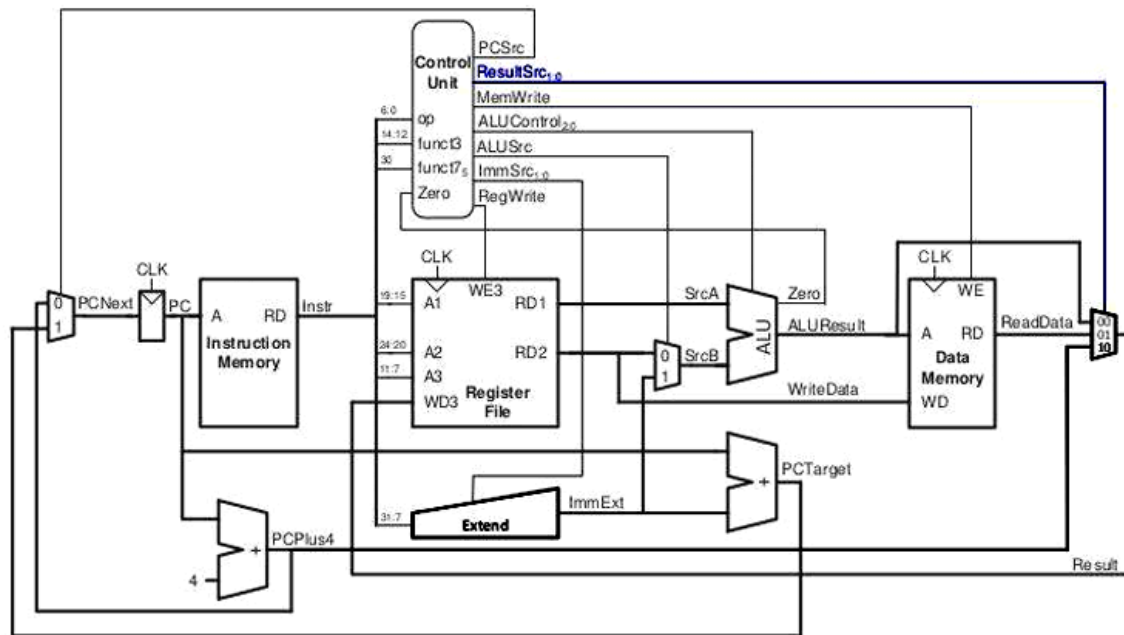 PCSrc
Control
Unit
ResultSrc1:0
MemWrite
ALUControl2:0
ALUSrc
ImmSrc1:0
RegWrite
6:0
op
14:12
funct3
30
funct75
Zero
CLK
CLK
CLK
0
1
PCNext
PC
A
RD
Instruction
Memory
Instr
19:15
A1
WE3
RD1
24:20
A2
RD2
11:7
A3
WD3
Register
File
0
1
SrcA
SrcB
ALU
Zero
ALUResult
WriteData
WE
A
RD
Data
Memory
WD
ReadData
00
01
10
31:7
Extend
ImmExt
+
PCTarget
4
+
PCPlus4
Result